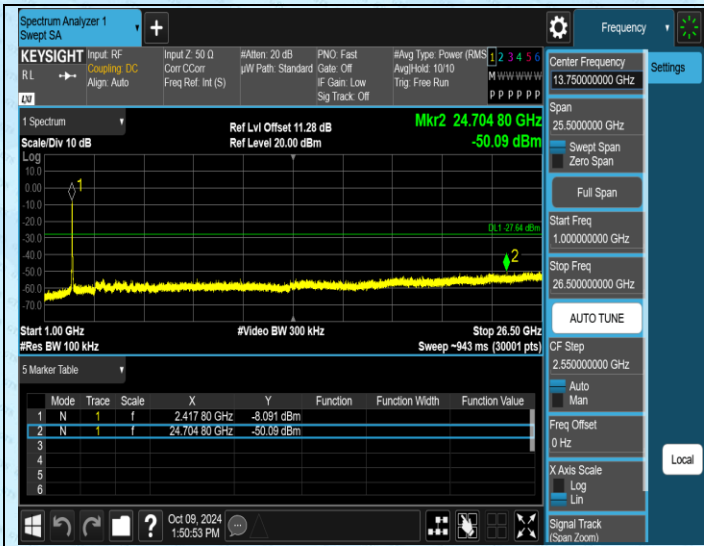 Spectrum Analyzer 1
Swept SA
+
Frequency
KEYSIGHT
RL
LXI
Input: RF
Coupling: DC
Align: Auto
Input Z: 50 Ω
Corr CCorr
Freq Ref: Int (S)
#Atten: 20 dB
µW Path: Standard
PNO: Fast
Gate: Off
IF Gain: Low
Sig Track: Off
#Avg Type: Power (RMS
Avg|Hold: 10/10
Trig: Free Run
1 2 3 4 5 6
M W W W W W
P P P P P P
1 Spectrum
Scale/Div 10 dB
Ref Lvl Offset 11.28 dB
Ref Level 20.00 dBm
Mkr2 24.704 80 GHz
-50.09 dBm
Log
10.0
0.00
-10.0
-20.0
-30.0
-40.0
-50.0
-60.0
-70.0
1
DL1 -27.64 dBm
2
Start 1.00 GHz
#Res BW 100 kHz
#Video BW 300 kHz
Stop 26.50 GHz
Sweep ~943 ms (30001 pts)
5 Marker Table
Mode Trace Scale X Y Function Function Width Function Value
1 N 1 f 2.417 80 GHz -8.091 dBm
2 N 1 f 24.704 80 GHz -50.09 dBm
3
4
5
6
?
Oct 09, 2024
1:50:53 PM
Center Frequency
13.750000000 GHz
Span
25.5000000 GHz
Swept Span
Zero Span
Full Span
Start Freq
1.000000000 GHz
Stop Freq
26.500000000 GHz
AUTO TUNE
CF Step
2.550000000 GHz
Auto
Man
Freq Offset
0 Hz
X Axis Scale
Log
Lin
Signal Track
(Span Zoom)
Settings
Local